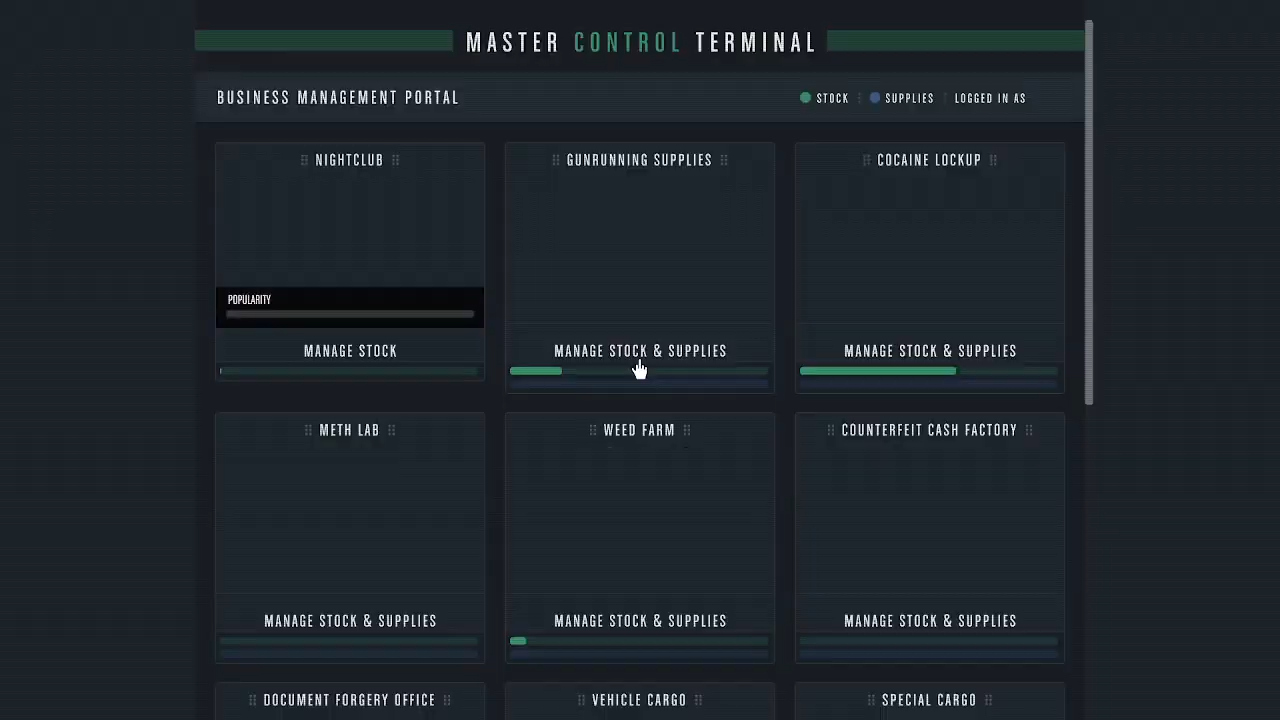 MASTER CONTROL TERMINAL
BUSINESS MANAGEMENT PORTAL
STOCK
SUPPLIES
LOGGED IN AS
NIGHTCLUB
GUNRUNNING SUPPLIES
COCAINE LOCKUP
POPULARITY
MANAGE STOCK
MANAGE STOCK & SUPPLIES
MANAGE STOCK & SUPPLIES
METH LAB
WEED FARM
COUNTERFEIT CASH FACTORY
MANAGE STOCK & SUPPLIES
MANAGE STOCK & SUPPLIES
MANAGE STOCK & SUPPLIES
DOCUMENT FORGERY OFFICE
VEHICLE CARGO
SPECIAL CARGO